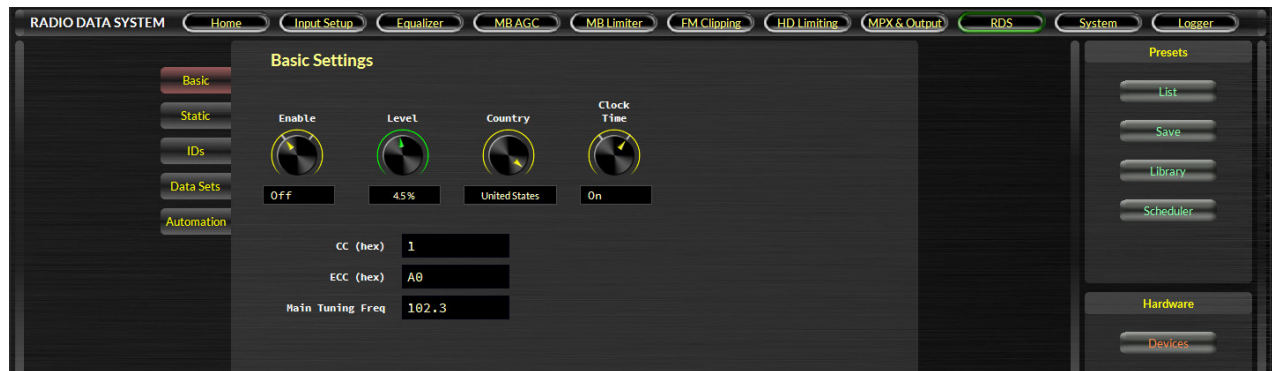 RADIO DATA SYSTEM Home Input Setup Equalizer MB AGC MB Limiter FM Clipping HD Limiting MPX & Output RDS System Logger
Basic Settings
Basic
Static
IDs
Data Sets
Automation
Enable Level Country Clock Time
Off 4.5% United States On
CC (hex) 1
ECC (hex) A0
Main Tuning Freq 102.3
Presets
List
Save
Library
Scheduler
Hardware
Devices